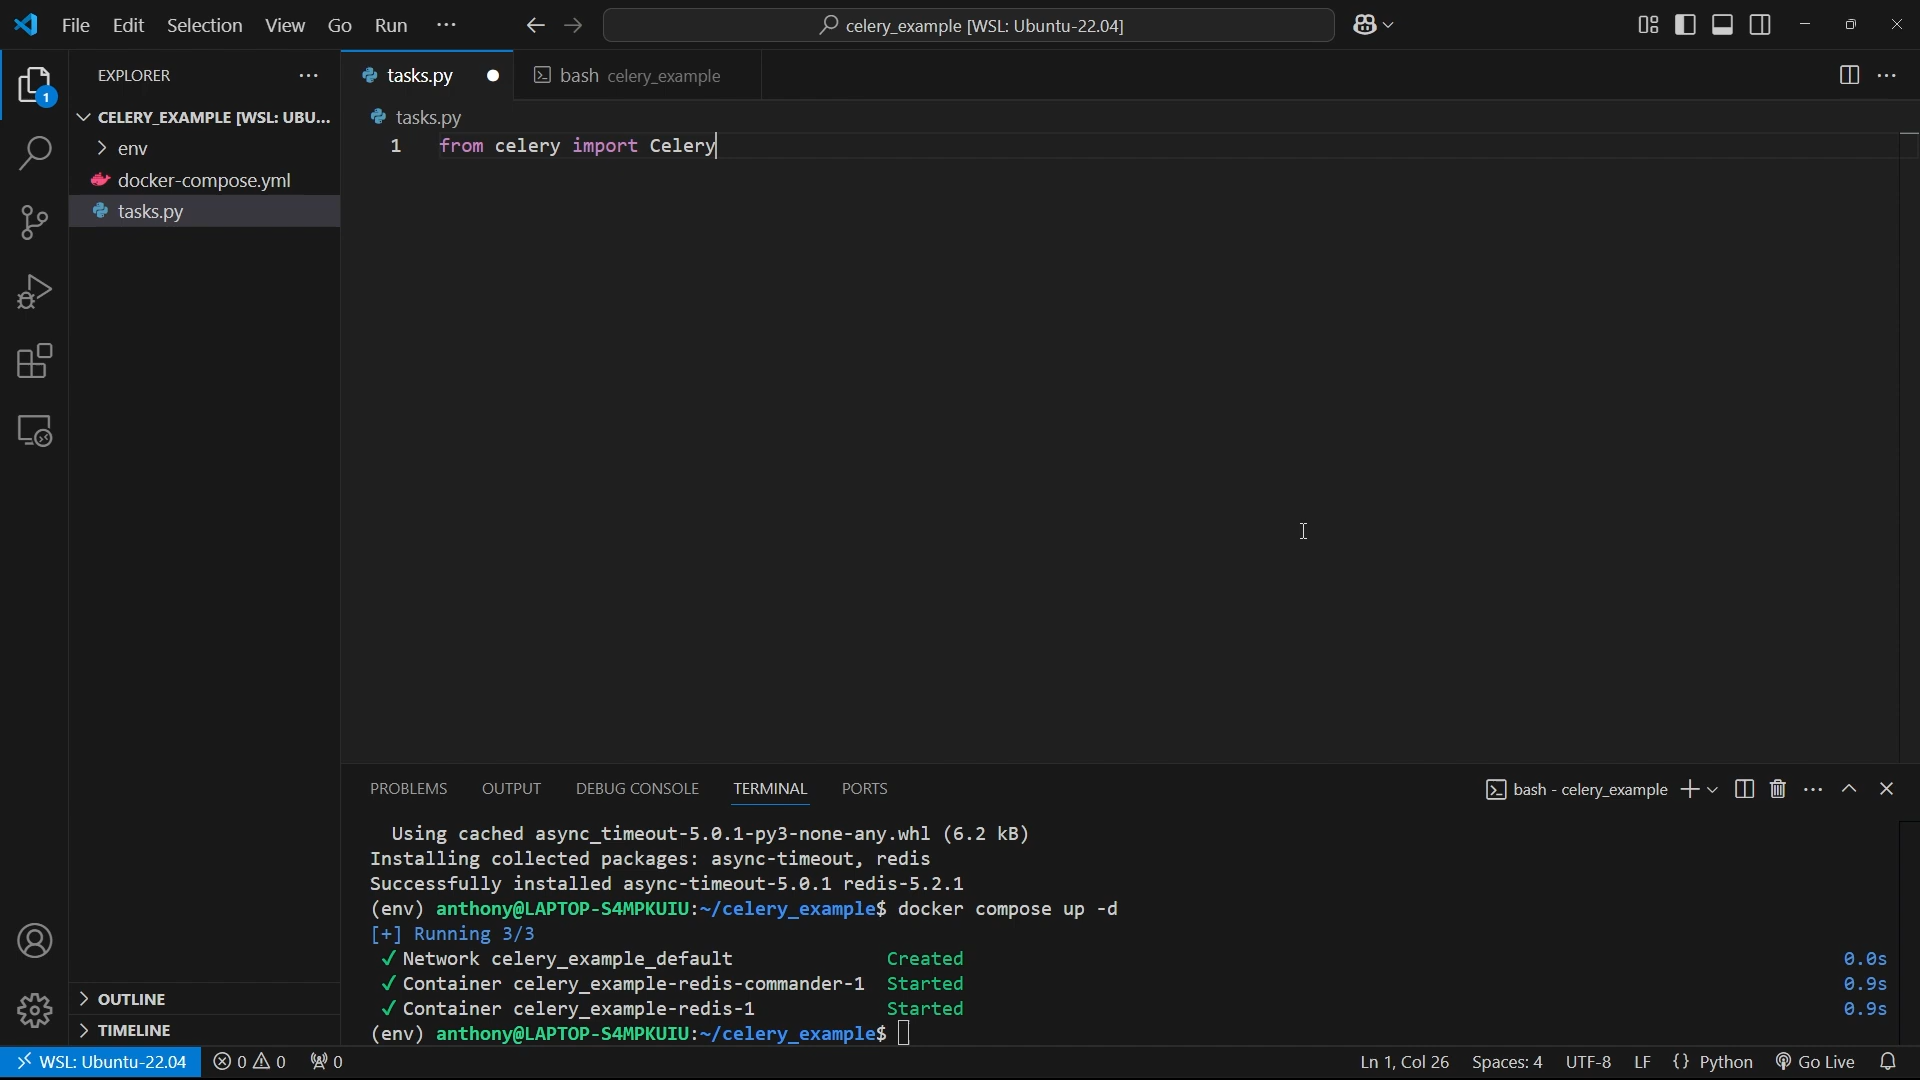 File Edit Selection View Go Run ··· celery_example [WSL: Ubuntu-22.04]
EXPLORER ···
CELERY_EXAMPLE [WSL: UBU...
env
docker-compose.yml
tasks.py
1
OUTLINE
TIMELINE
tasks.py
bash celery_example
tasks.py
1 from celery import Celery
PROBLEMS OUTPUT DEBUG CONSOLE TERMINAL PORTS
bash - celery_example
Using cached async_timeout-5.0.1-py3-none-any.whl (6.2 kB)
Installing collected packages: async-timeout, redis
Successfully installed async-timeout-5.0.1 redis-5.2.1
(env) anthony@LAPTOP-S4MPKUIU:~/celery_example$ docker compose up -d
[+] Running 3/3
✓ Network celery_example_default Created 0.0s
✓ Container celery_example-redis-commander-1 Started 0.9s
✓ Container celery_example-redis-1 Started 0.9s
(env) anthony@LAPTOP-S4MPKUIU:~/celery_example$
WSL: Ubuntu-22.04 0 0 0 Ln 1, Col 26 Spaces: 4 UTF-8 LF {} Python Go Live